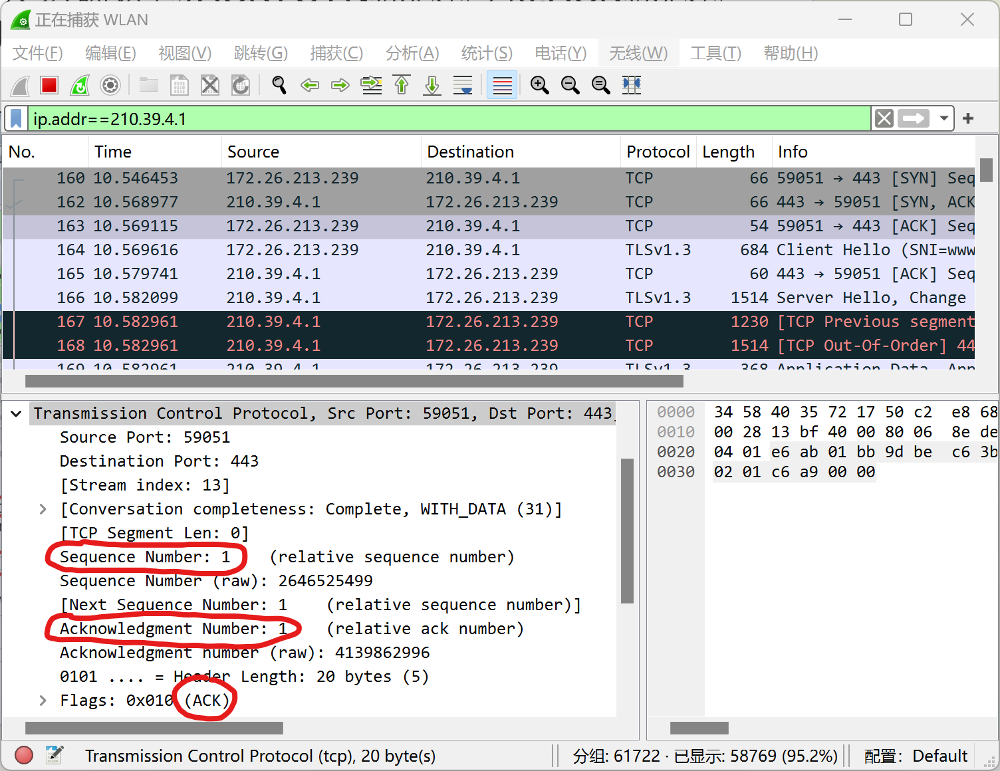 正在捕获 WLAN
文件(F) 编辑(E) 视图(V) 跳转(G) 捕获(C) 分析(A) 统计(S) 电话(Y) 无线(W) 工具(T) 帮助(H)
ip.addr==210.39.4.1
No. Time Source Destination Protocol Length Info
160 10.546453 172.26.213.239 210.39.4.1 TCP 66 59051 → 443 [SYN] Seq
162 10.568977 210.39.4.1 172.26.213.239 TCP 66 443 → 59051 [SYN, ACK
163 10.569115 172.26.213.239 210.39.4.1 TCP 54 59051 → 443 [ACK] Seq
164 10.569616 172.26.213.239 210.39.4.1 TLSv1.3 684 Client Hello (SNI=www
165 10.579741 210.39.4.1 172.26.213.239 TCP 60 443 → 59051 [ACK] Seq
166 10.582099 210.39.4.1 172.26.213.239 TLSv1.3 1514 Server Hello, Change
167 10.582961 210.39.4.1 172.26.213.239 TCP 1230 [TCP Previous segment
168 10.582961 210.39.4.1 172.26.213.239 TCP 1514 [TCP Out-Of-Order] 44
169 10.582961 210.39.4.1 172.26.213.239 TLSv1.3 368 Application Data, App
Transmission Control Protocol, Src Port: 59051, Dst Port: 443,
Source Port: 59051
Destination Port: 443
[Stream index: 13]
[Conversation completeness: Complete, WITH_DATA (31)]
[TCP Segment Len: 0]
Sequence Number: 1 (relative sequence number)
Sequence Number (raw): 2646525499
[Next Sequence Number: 1 (relative sequence number)]
Acknowledgment Number: 1 (relative ack number)
Acknowledgment number (raw): 4139862996
0101 .... = Header Length: 20 bytes (5)
Flags: 0x010 (ACK)
0000 34 58 40 35 72 17 50 c2 e8 68
0010 00 28 13 bf 40 00 80 06 8e de
0020 04 01 e6 ab 01 bb 9d be c6 3b
0030 02 01 c6 a9 00 00
Transmission Control Protocol (tcp), 20 byte(s)
分组: 61722 · 已显示: 58769 (95.2%)
配置: Default